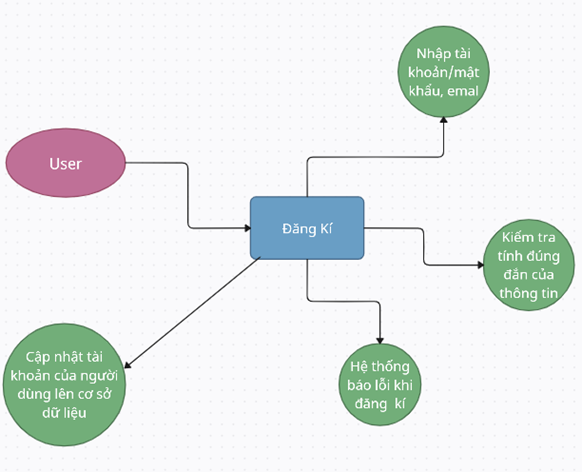 Nhập tài
khoản/mật
khẩu, emal
User
Đăng Kí
Kiểm tra
tính đúng
đắn của
thông tin
Cập nhật tài
khoản của người
dùng lên cơ sở
dữ liệu
Hệ thống
báo lỗi khi
đăng kí